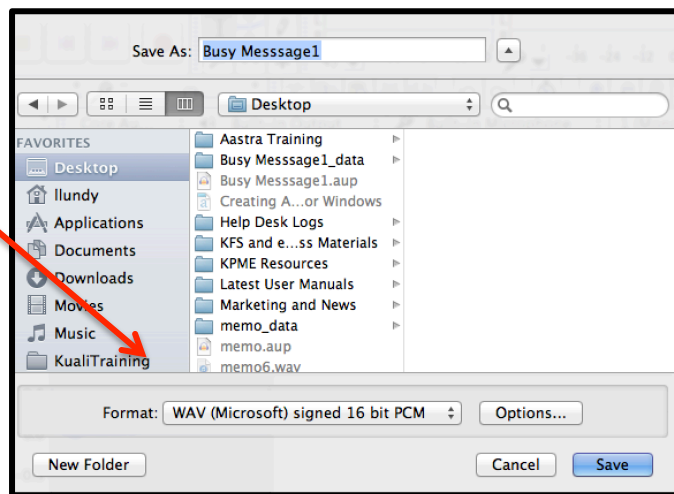 Save As: Busy Messsage1
Desktop
FAVORITES
Desktop
llundy
Applications
Documents
Downloads
Movies
Music
KualiTraining
Aastra Training
Busy Messsage1_data
Busy Messsage1.aup
Creating A...or Windows
Help Desk Logs
KFS and e...ss Materials
KPME Resources
Latest User Manuals
Marketing and News
memo_data
memo.aup
memo6.wav
Format: WAV (Microsoft) signed 16 bit PCM
Options...
New Folder
Cancel
Save